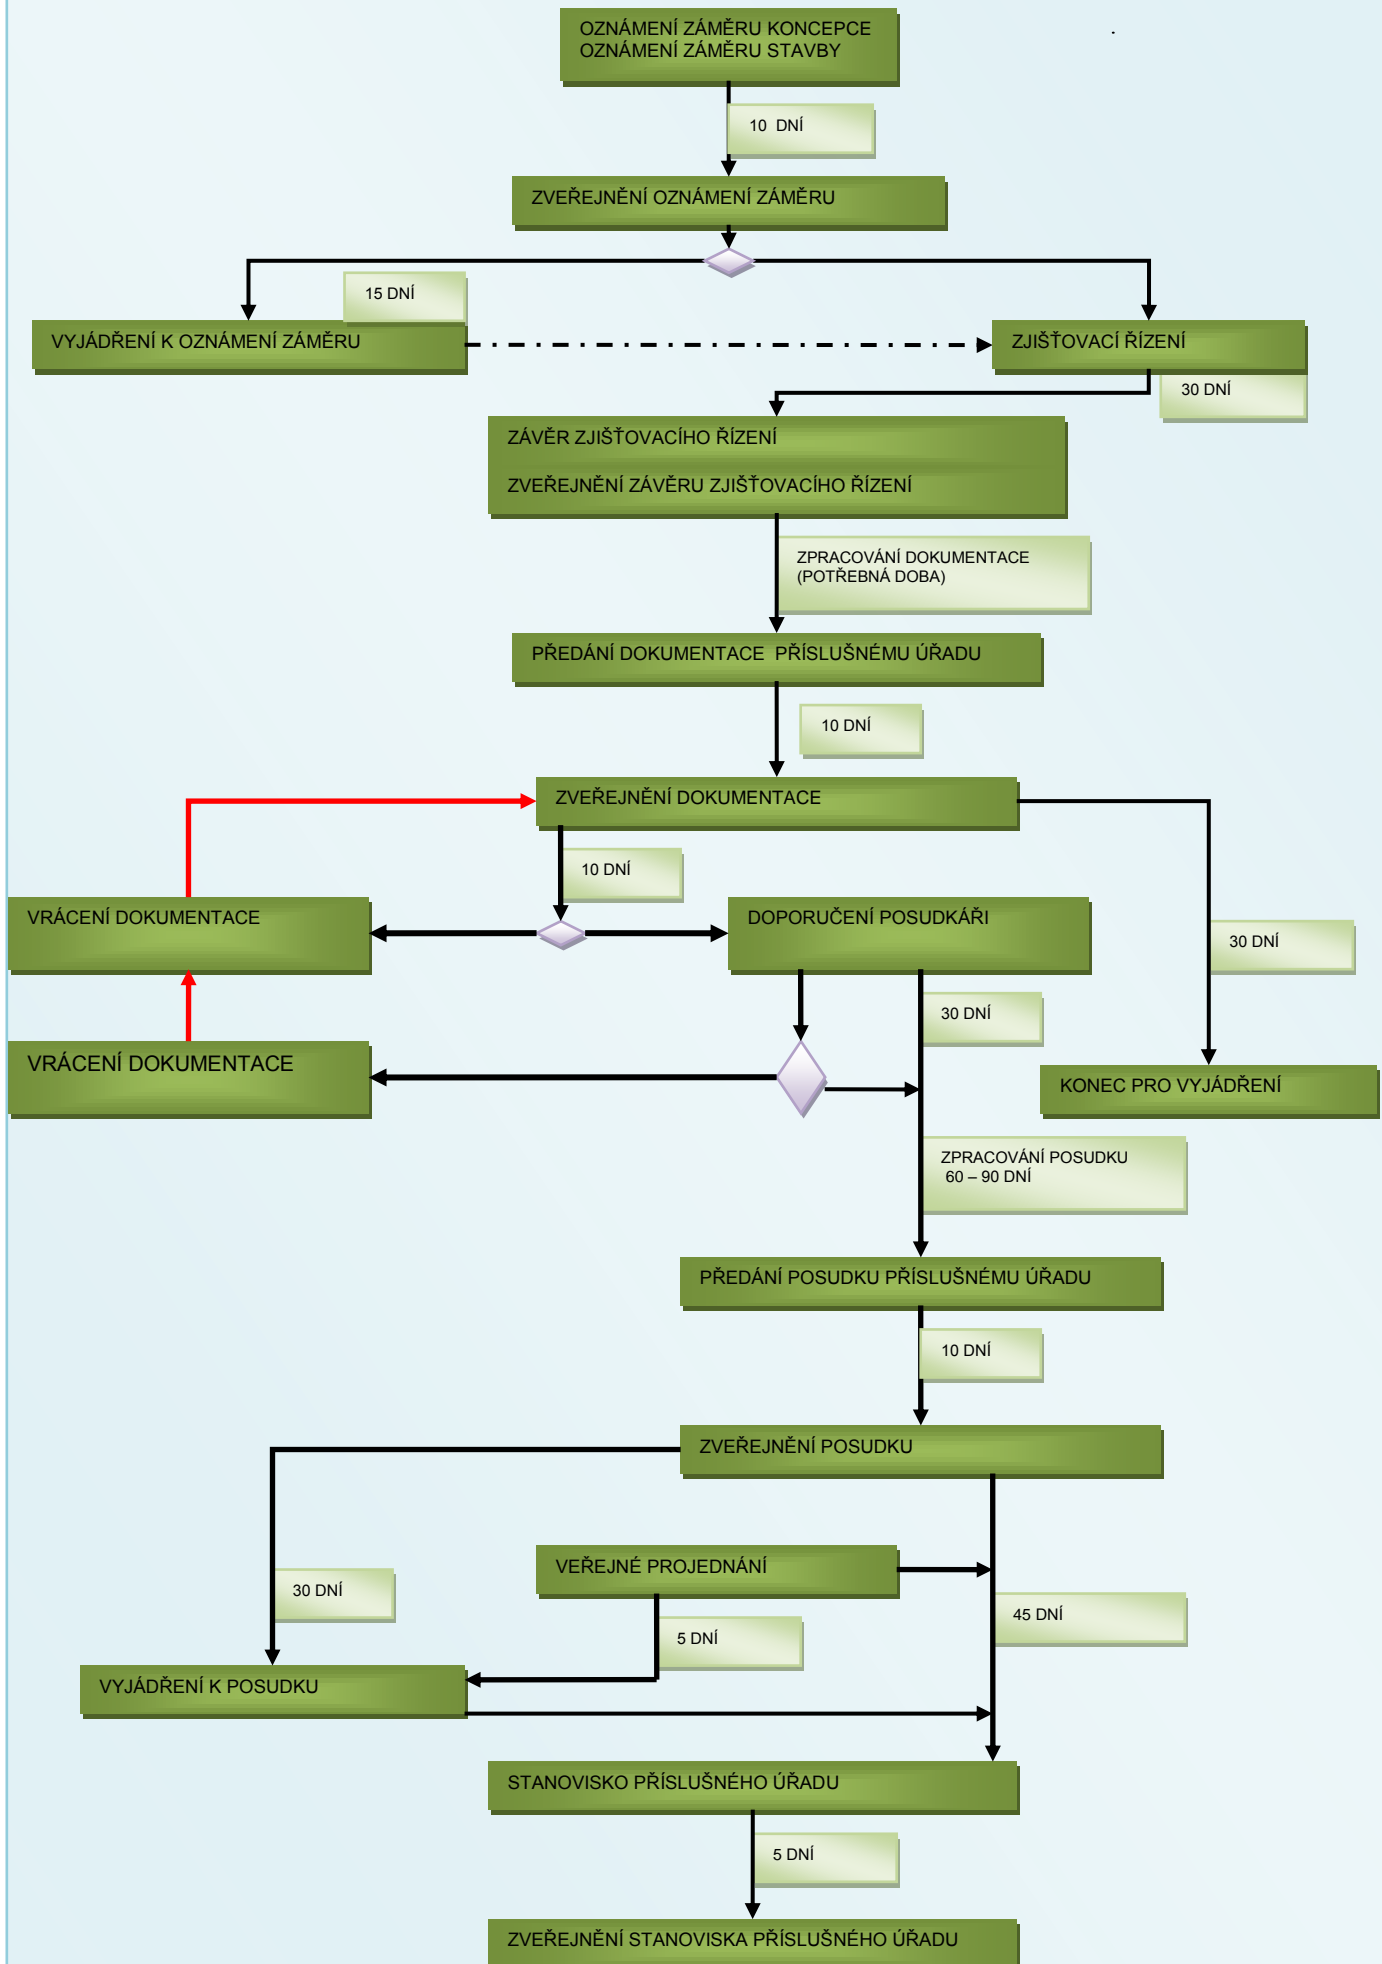 OZNÁMENÍ ZÁMĚRU KONCEPCE
OZNÁMENÍ ZÁMĚRU STAVBY
10 DNÍ
ZVEŘEJNĚNÍ OZNÁMENÍ ZÁMĚRU
15 DNÍ
VYJÁDŘENÍ K OZNÁMENÍ ZÁMĚRU
ZJIŠŤOVACÍ ŘÍZENÍ
30 DNÍ
ZÁVĚR ZJIŠŤOVACÍHO ŘÍZENÍ
ZVEŘEJNĚNÍ ZÁVĚRU ZJIŠŤOVACÍHO ŘÍZENÍ
ZPRACOVÁNÍ DOKUMENTACE
(POTŘEBNÁ DOBA)
PŘEDÁNÍ DOKUMENTACE PŘÍSLUŠNÉMU ÚŘADU
10 DNÍ
ZVEŘEJNĚNÍ DOKUMENTACE
10 DNÍ
VRÁCENÍ DOKUMENTACE
DOPORUČENÍ POSUDKÁŘI
30 DNÍ
30 DNÍ
VRÁCENÍ DOKUMENTACE
KONEC PRO VYJÁDŘENÍ
ZPRACOVÁNÍ POSUDKU
60 – 90 DNÍ
PŘEDÁNÍ POSUDKU PŘÍSLUŠNÉMU ÚŘADU
10 DNÍ
ZVEŘEJNĚNÍ POSUDKU
VEŘEJNÉ PROJEDNÁNÍ
30 DNÍ
45 DNÍ
5 DNÍ
VYJÁDŘENÍ K POSUDKU
STANOVISKO PŘÍSLUŠNÉHO ÚŘADU
5 DNÍ
ZVEŘEJNĚNÍ STANOVISKA PŘÍSLUŠNÉHO ÚŘADU